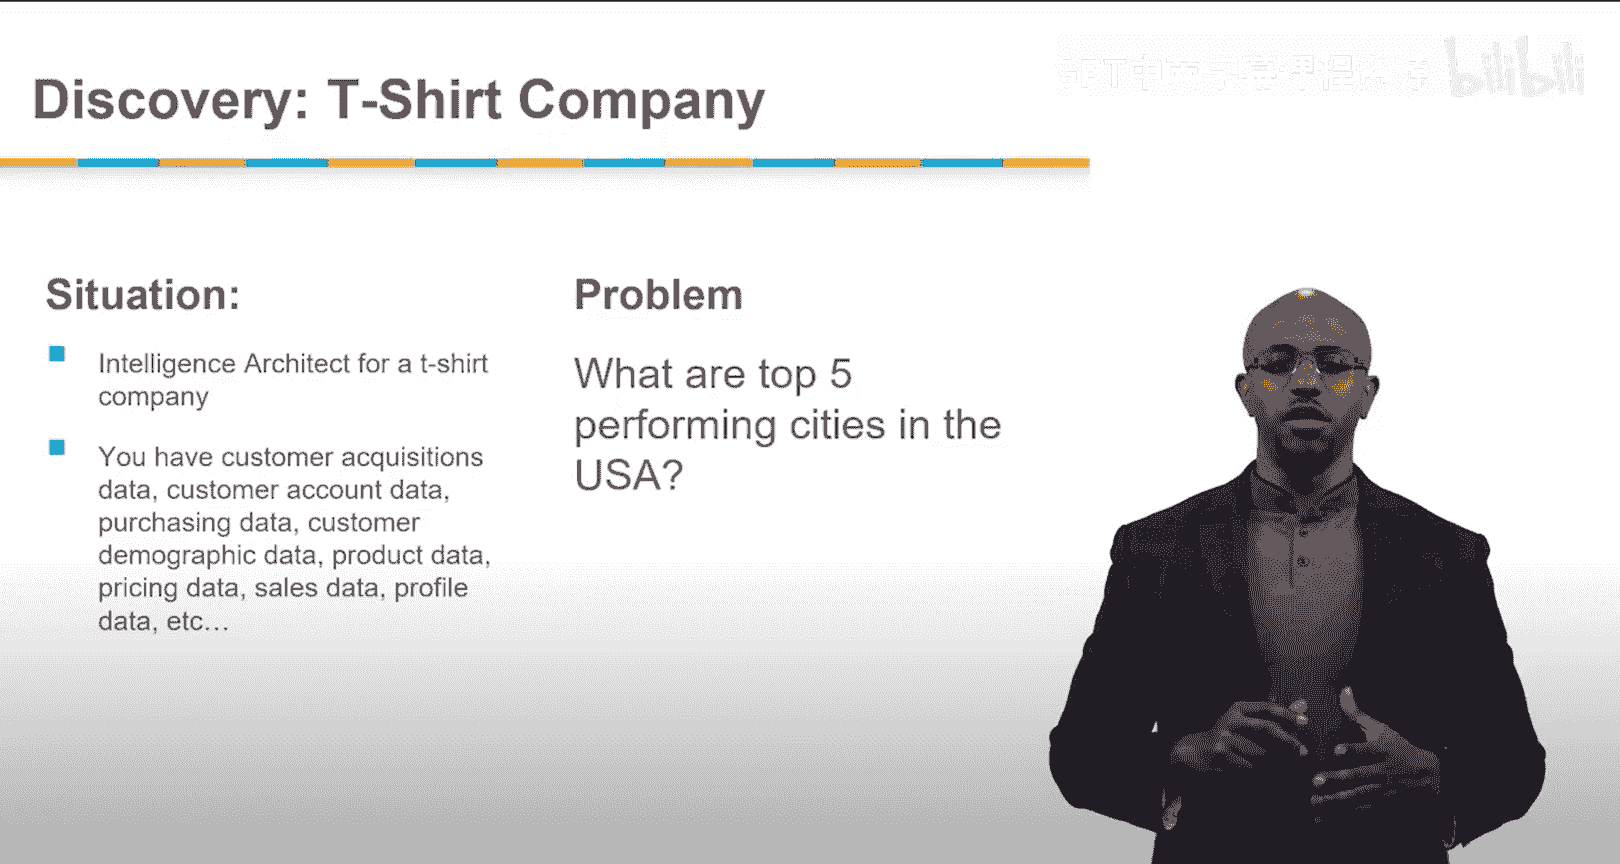 Discovery: T-Shirt Company
Situation:
Intelligence Architect for a t-shirt
company
You have customer acquisitions
data, customer account data,
purchasing data, customer
demographic data, product data,
pricing data, sales data, profile
data, etc...
Problem
What are top 5
performing cities in the
USA?
bilibili